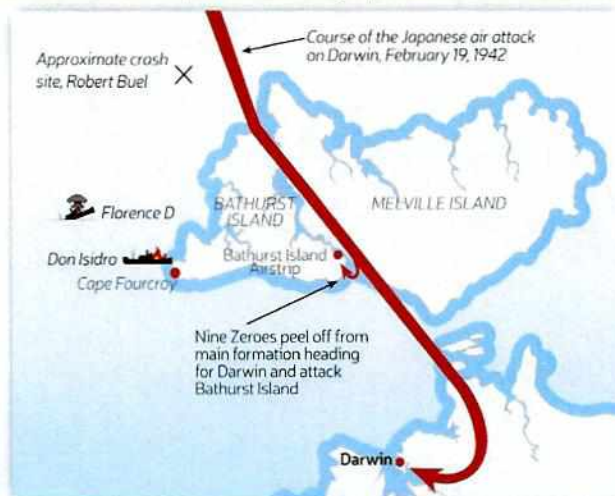 Course of the Japanese air attack
on Darwin, February 19, 1942
Approximate crash
site, Robert Buel
BATHURST
ISLAND
MELVILLE ISLAND
Florence D
Don Isidro
Cape Fourcroy
Bathurst Island
Airstrip
Nine Zeroes peel off from
main formation heading
for Darwin and attack
Bathurst Island
Darwin